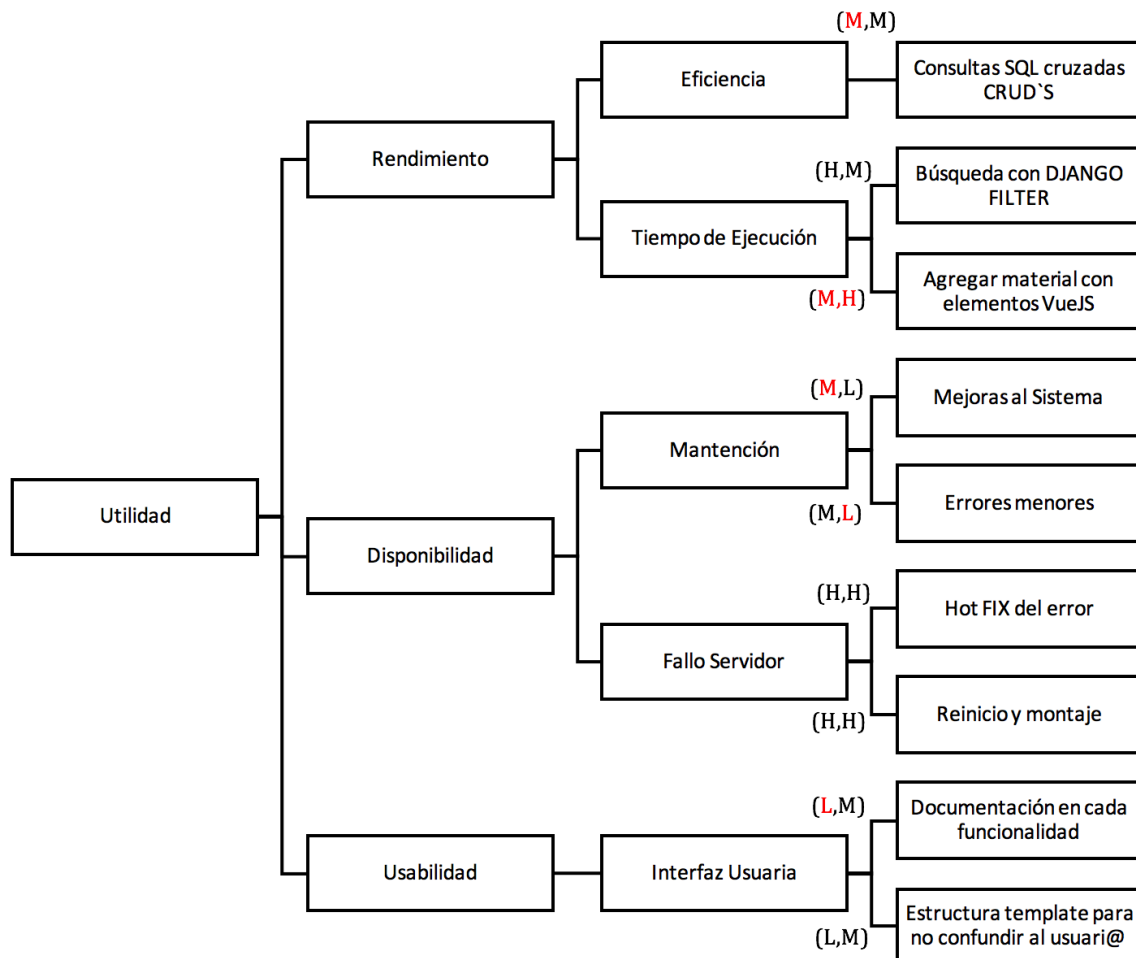 (M,M)
Eficiencia
Consultas SQL cruzadas
CRUD`S
Rendimiento
(H,M)
Búsqueda con DJANGO
FILTER
Tiempo de Ejecución
(M,H)
Agregar material con
elementos VueJS
(M,L)
Mejoras al Sistema
Mantención
(M,L)
Errores menores
Utilidad
Disponibilidad
(H,H)
Hot FIX del error
Fallo Servidor
(H,H)
Reinicio y montaje
(L,M)
Documentación en cada
funcionalidad
Usabilidad
Interfaz Usuaria
(L,M)
Estructura template para
no confundir al usuari@